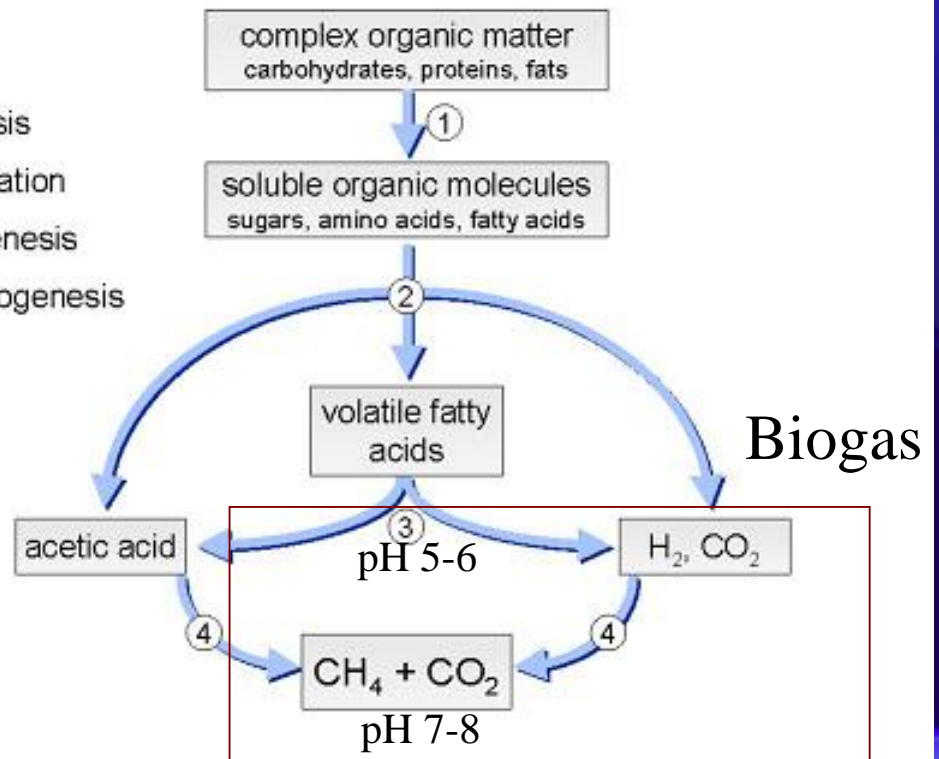 complex organic matter
carbohydrates, proteins, fats
1
sis
ation
enesis
ogenesis
soluble organic molecules
sugars, amino acids, fatty acids
2
volatile fatty
acids
Biogas
acetic acid
3
pH 5-6
H₂, CO₂
4
4
CH₄ + CO₂
pH 7-8